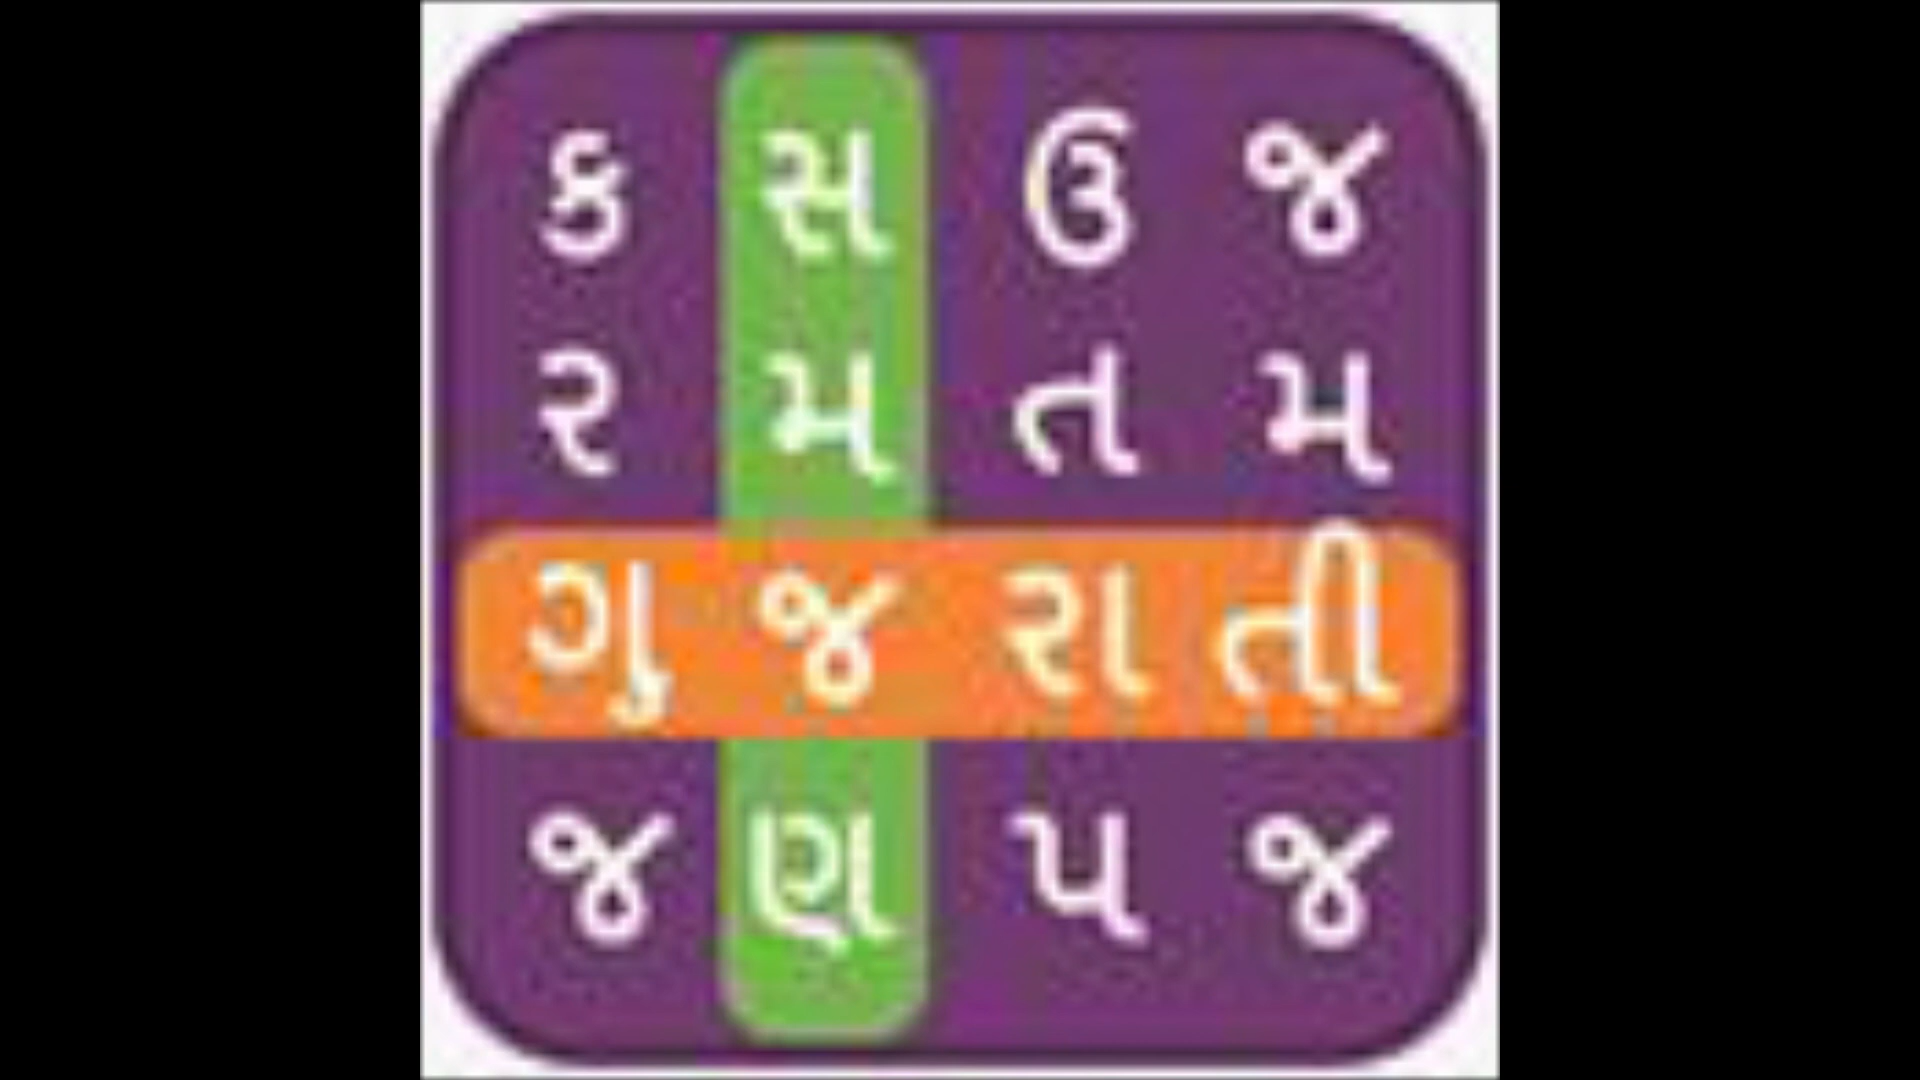 ક સ ઉ જ
ર મ ત મ
ગુ જ રા તી
જ ણ પ જ